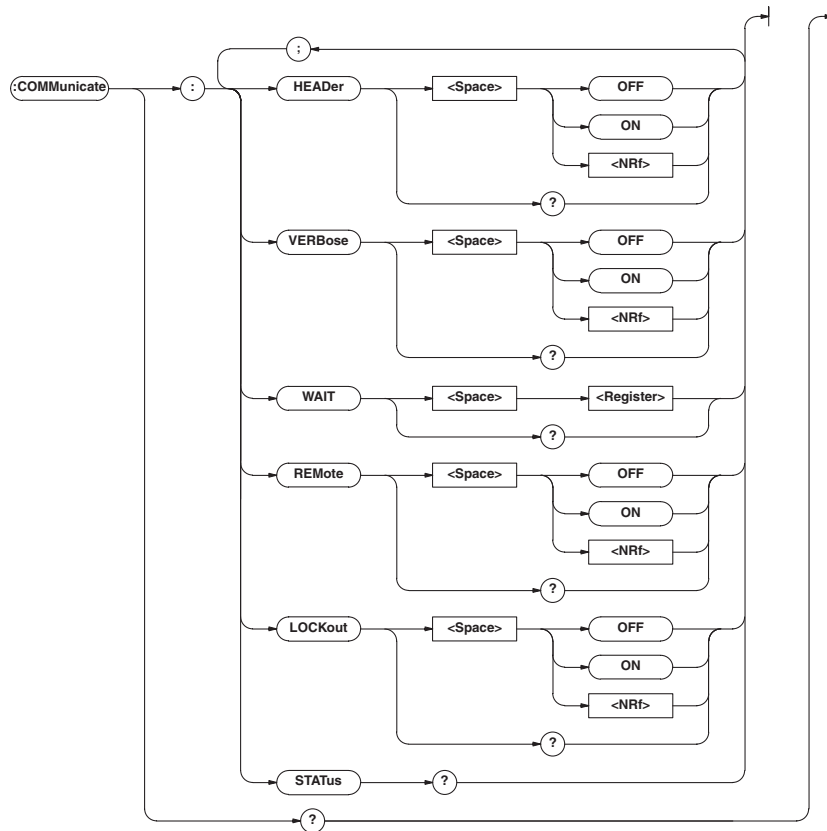 ;
:COMMunicate : HEADer <Space> OFF
ON
<NRf>
?
VERBose <Space> OFF
ON
<NRf>
?
WAIT <Space> <Register>
?
REMote <Space> OFF
ON
<NRf>
?
LOCKout <Space> OFF
ON
<NRf>
?
STATus ?
?